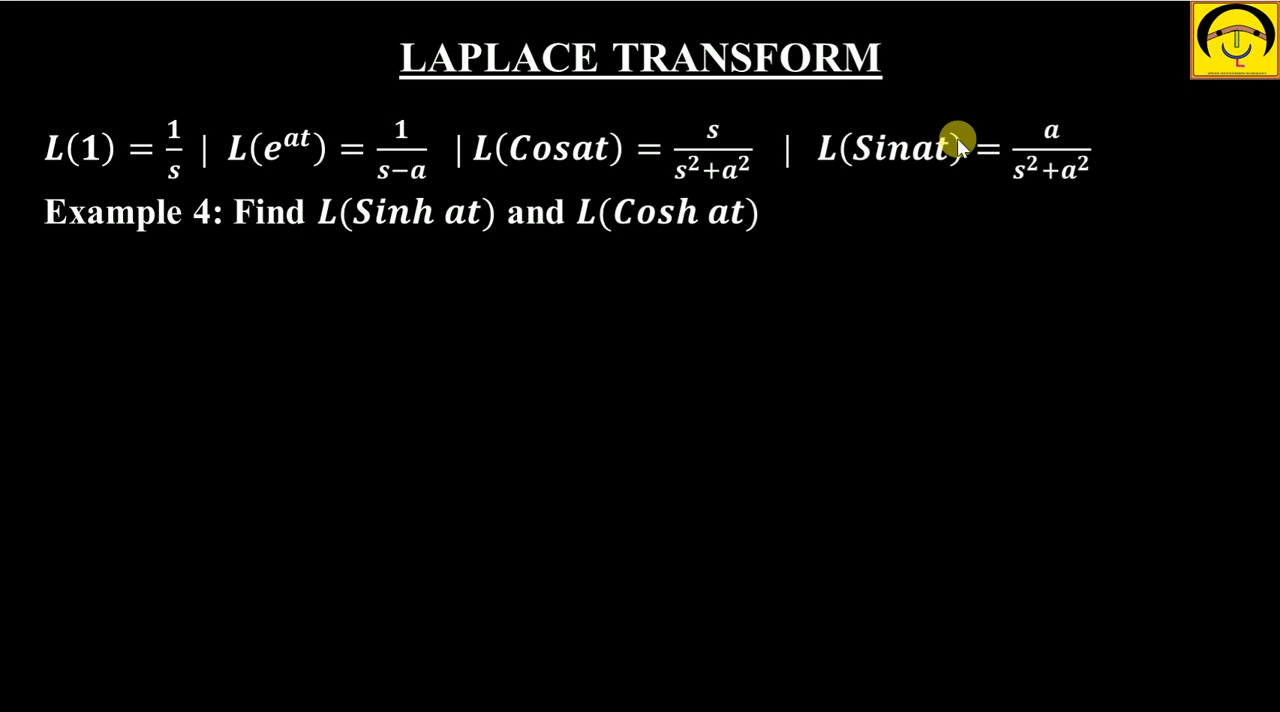 LAPLACE TRANSFORM
L(1) = 1/s | L(e^{at}) = 1/(s−a) | L(Cosat) = s/(s²+a²) | L(Sinat) = a/(s²+a²)
Example 4: Find L(Sinh at) and L(Cosh at)